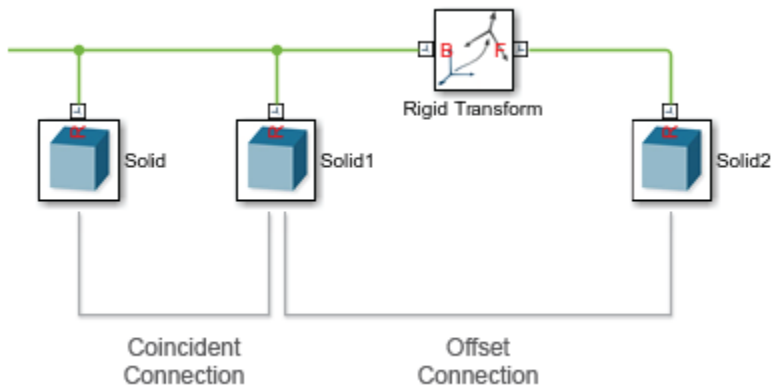 B F
Rigid Transform
R Solid
R Solid1
R Solid2
Coincident
Connection
Offset
Connection